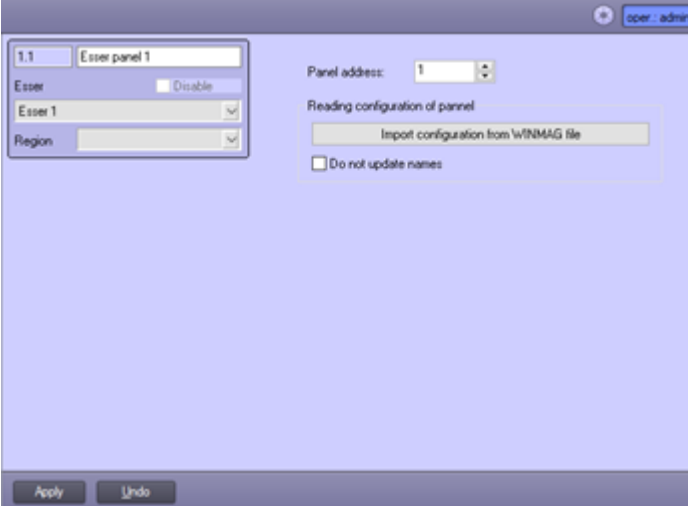 oper.: admin
1.1 Esser panel 1
Esser Disable
Esser 1
Region
Panel address: 1
Reading configuration of pannel
Import configuration from WINMAG file
Do not update names
Apply Undo